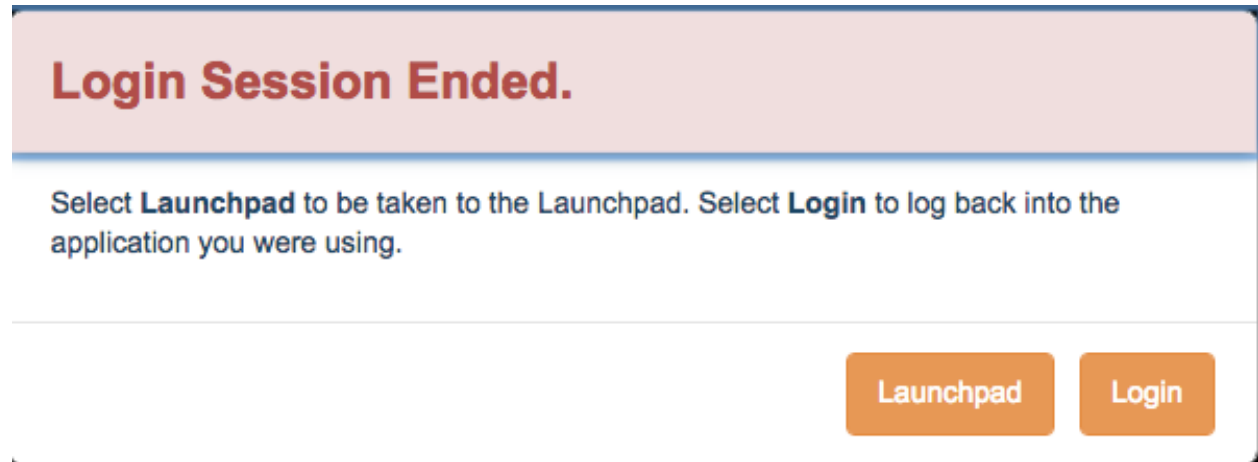 Login Session Ended.
Select Launchpad to be taken to the Launchpad. Select Login to log back into the
application you were using.
Launchpad
Login